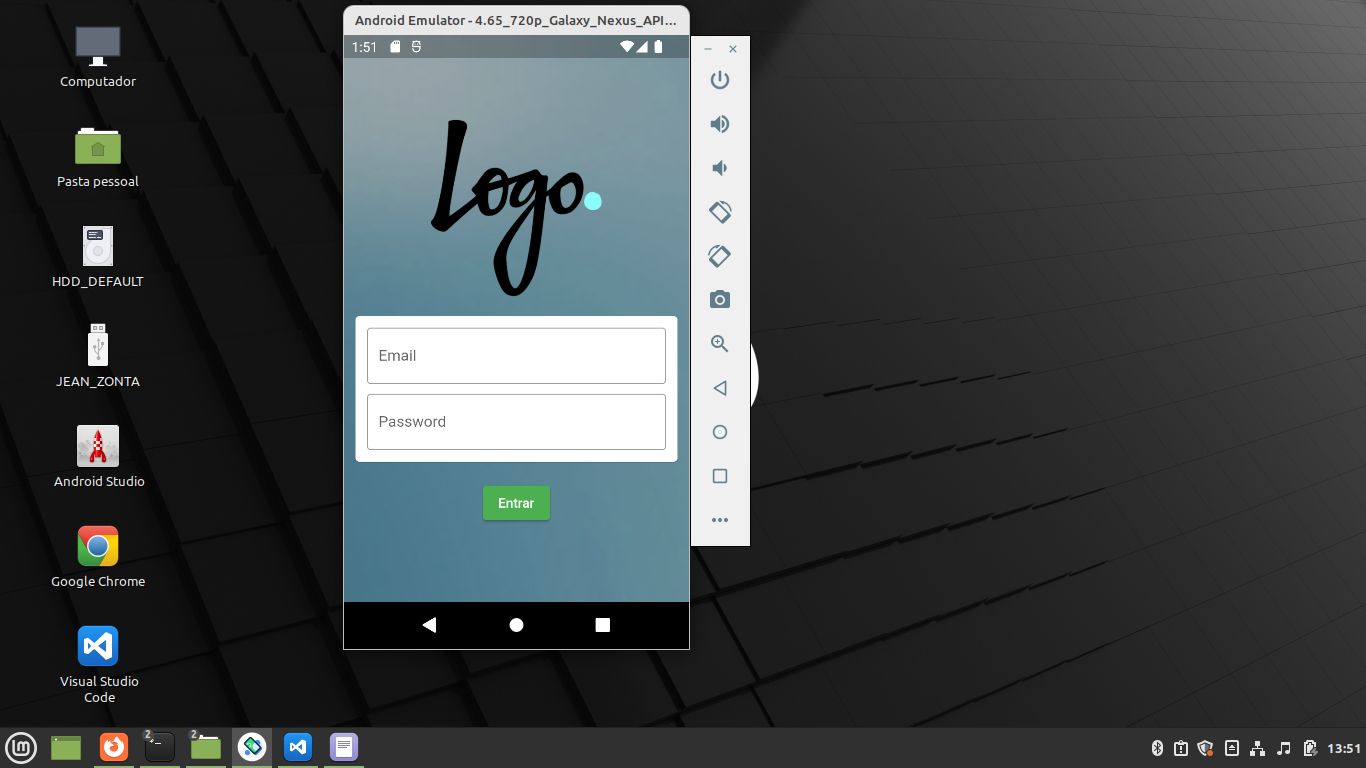 Android Emulator - 4.65_720p_Galaxy_Nexus_API...
1:51
Logo.
Email
Password
Entrar
Computador
Pasta pessoal
HDD_DEFAULT
JEAN_ZONTA
Android Studio
Google Chrome
Visual Studio
Code
2
2
13:51